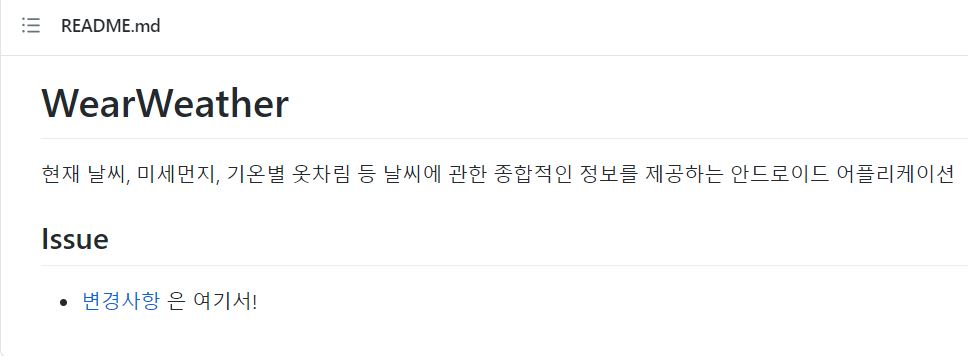 README.md
WearWeather
현재 날씨, 미세먼지, 기온별 옷차림 등 날씨에 관한 종합적인 정보를 제공하는 안드로이드 어플리케이션
Issue
변경사항 은 여기서!